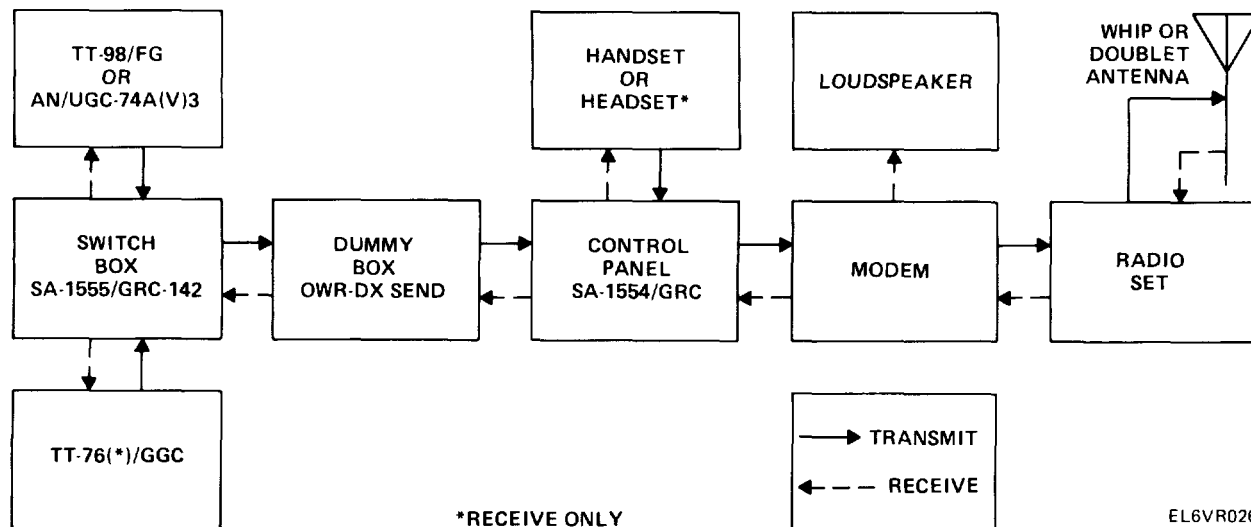 TT-98/FG
OR
AN/UGC-74A(V)3
HANDSET
OR
HEADSET*
LOUDSPEAKER
WHIP OR
DOUBLET
ANTENNA
SWITCH
BOX
SA-1555/GRC-142
DUMMY
BOX
OWR-DX SEND
CONTROL
PANEL
SA-1554/GRC
MODEM
RADIO
SET
TT-76(*)/GGC
TRANSMIT
RECEIVE
*RECEIVE ONLY
EL6VR026